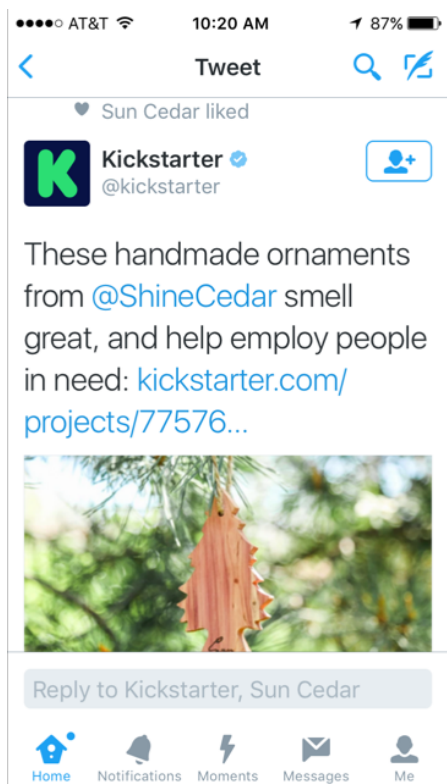 AT&T 10:20 AM 87%
Tweet
Sun Cedar liked
Kickstarter
@kickstarter
These handmade ornaments
from @ShineCedar smell
great, and help employ people
in need: kickstarter.com/
projects/77576...
Reply to Kickstarter, Sun Cedar
Home Notifications Moments Messages Me